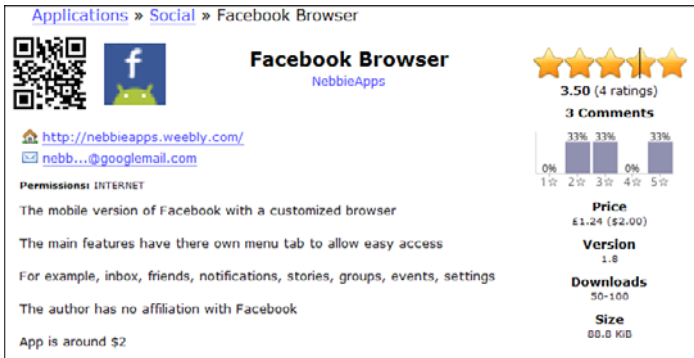 Applications » Social » Facebook Browser
f
Facebook Browser
NebbieApps
3.50 (4 ratings)
3 Comments
http://nebbieapps.weebly.com/
nebb...@googlemail.com
0% 33% 33% 0% 33%
1☆ 2☆ 3☆ 4☆ 5☆
Permissions: INTERNET
The mobile version of Facebook with a customized browser
The main features have there own menu tab to allow easy access
For example, inbox, friends, notifications, stories, groups, events, settings
The author has no affiliation with Facebook
App is around $2
Price
£1.24 ($2.00)
Version
1.8
Downloads
50-100
Size
88.8 KiB